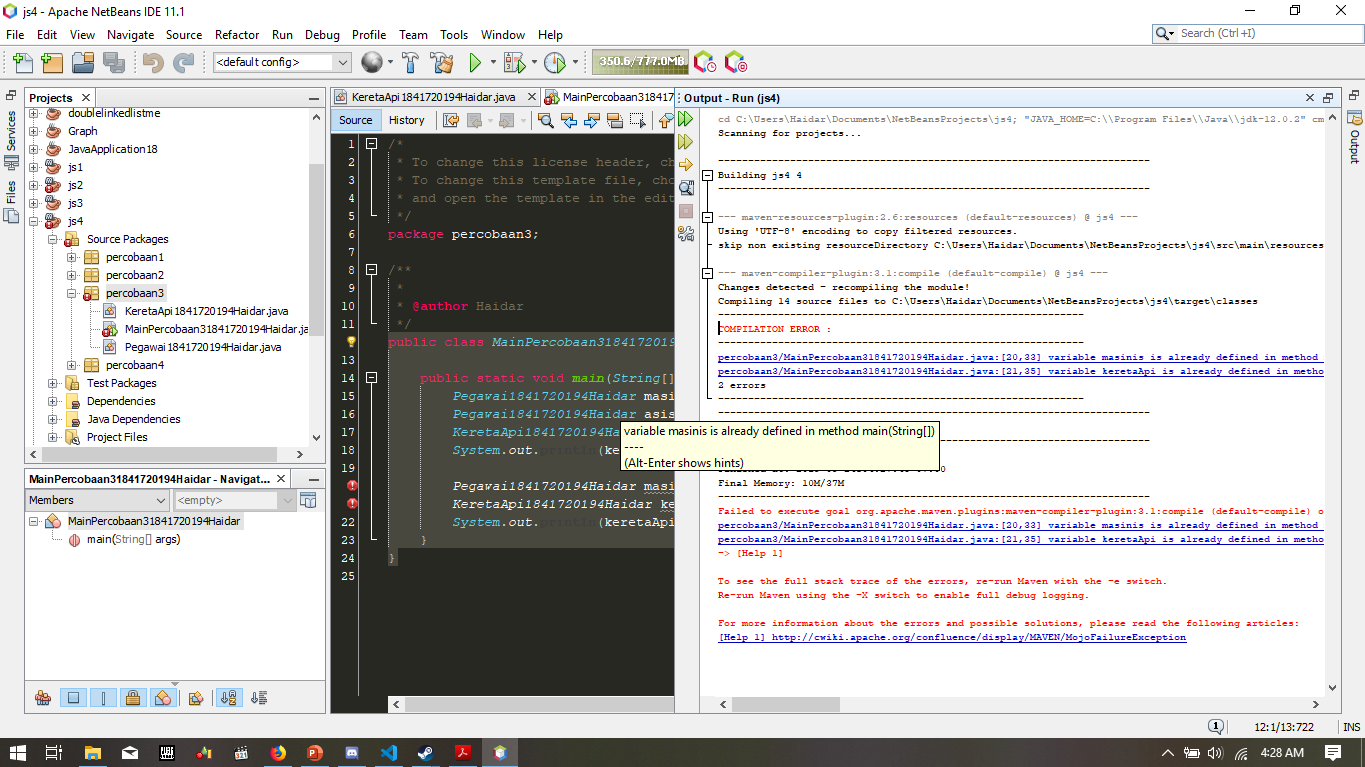 js4 - Apache NetBeans IDE 11.1
File Edit View Navigate Source Refactor Run Debug Profile Team Tools Window Help
Search (Ctrl+I)
<default config>
350.6/777.0MB
Projects
Services
Files
doublelinkedlistme
Graph
JavaApplication18
js1
js2
js3
js4
Source Packages
percobaan1
percobaan2
percobaan3
KeretaApi1841720194Haidar.java
MainPercobaan31841720194Haidar.ja
Pegawai1841720194Haidar.java
percobaan4
Test Packages
Dependencies
Java Dependencies
Project Files
MainPercobaan31841720194Haidar - Navigat...
Members
<empty>
MainPercobaan31841720194Haidar
main(String[] args)
KeretaApi1841720194Haidar.java
MainPercobaan318417
Source History
1 /*
2 * To change this license header, ch
3 * To change this template file, cho
4 * and open the template in the edit
5 */
6 package percobaan3;
7
8 /**
9 *
10 * @author Haidar
11 */
public class MainPercobaan3184172019
13
14 public static void main(String[]
15 Pegawai1841720194Haidar masi
16 Pegawai1841720194Haidar asis
17 KeretaApi1841720194Ha
18 System.out.println(ke
19
Pegawai1841720194Haidar masi
KeretaApi1841720194Haidar ke
22 System.out.println(keretaApi
23 }
24 }
25
variable masinis is already defined in method main(String[])
----
(Alt-Enter shows hints)
Output - Run (js4)
Output
cd C:\Users\Haidar\Documents\NetBeansProjects\js4; "JAVA_HOME=C:\\Program Files\\Java\\jdk-12.0.2" cm
Scanning for projects...
------------------------------------------------------------------------
Building js4 4
------------------------------------------------------------------------
--- maven-resources-plugin:2.6:resources (default-resources) @ js4 ---
Using 'UTF-8' encoding to copy filtered resources.
skip non existing resourceDirectory C:\Users\Haidar\Documents\NetBeansProjects\js4\src\main\resources
--- maven-compiler-plugin:3.1:compile (default-compile) @ js4 ---
Changes detected - recompiling the module!
Compiling 14 source files to C:\Users\Haidar\Documents\NetBeansProjects\js4\target\classes
-------------------------------------------------------------
COMPILATION ERROR :
-------------------------------------------------------------
percobaan3/MainPercobaan31841720194Haidar.java:[20,33] variable masinis is already defined in method
percobaan3/MainPercobaan31841720194Haidar.java:[21,35] variable keretaApi is already defined in metho
2 errors
-------------------------------------------------------------
------------------------------------------------------------------------
Final Memory: 10M/37M
------------------------------------------------------------------------
Failed to execute goal org.apache.maven.plugins:maven-compiler-plugin:3.1:compile (default-compile) o
percobaan3/MainPercobaan31841720194Haidar.java:[20,33] variable masinis is already defined in method
percobaan3/MainPercobaan31841720194Haidar.java:[21,35] variable keretaApi is already defined in metho
-> [Help 1]
To see the full stack trace of the errors, re-run Maven with the -e switch.
Re-run Maven using the -X switch to enable full debug logging.
For more information about the errors and possible solutions, please read the following articles:
[Help 1] http://cwiki.apache.org/confluence/display/MAVEN/MojoFailureException
1
12:1/13:722
INS
4:28 AM